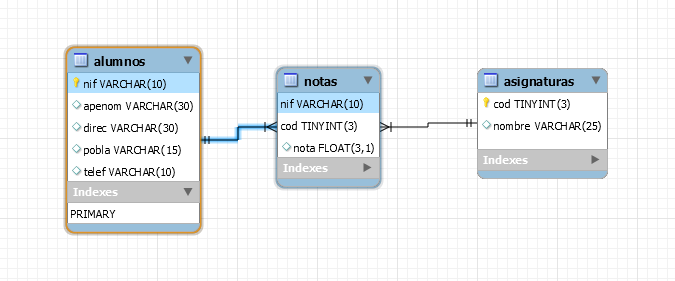 alumnos
nif VARCHAR(10)
apenom VARCHAR(30)
direc VARCHAR(30)
pobla VARCHAR(15)
telef VARCHAR(10)
Indexes
PRIMARY
notas
nif VARCHAR(10)
cod TINYINT(3)
nota FLOAT(3,1)
Indexes
asignaturas
cod TINYINT(3)
nombre VARCHAR(25)
Indexes